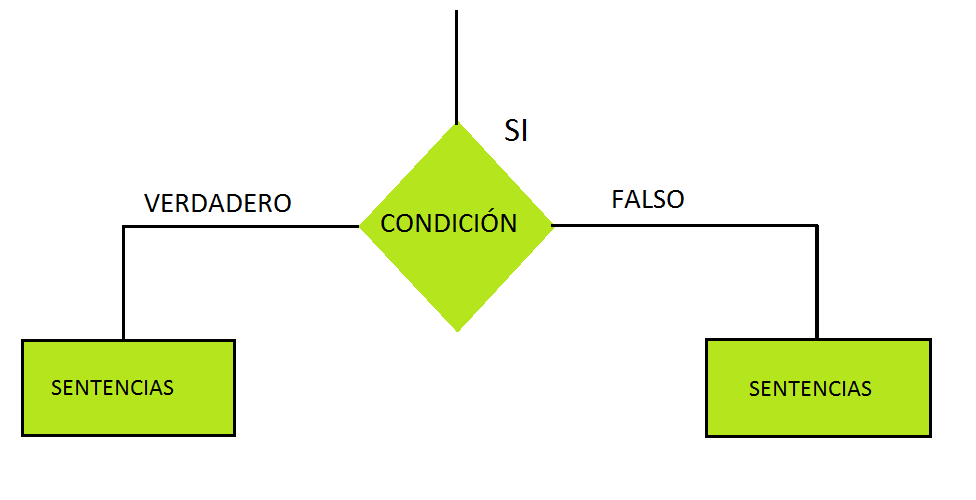 SI
VERDADERO
FALSO
CONDICIÓN
SENTENCIAS
SENTENCIAS